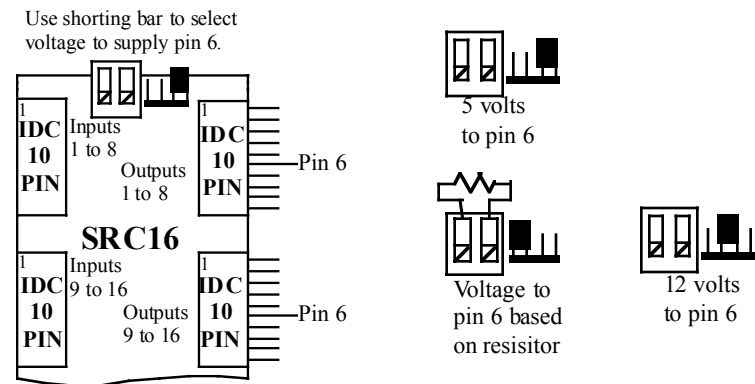 Use shorting bar to select
voltage to supply pin 6.
1
IDC
10
PIN
Inputs
1 to 8
Outputs
1 to 8
1
IDC
10
PIN
Pin 6
SRC16
1
IDC
10
PIN
Inputs
9 to 16
Outputs
9 to 16
1
IDC
10
PIN
Pin 6
5 volts
to pin 6
Voltage to
pin 6 based
on resisitor
12 volts
to pin 6